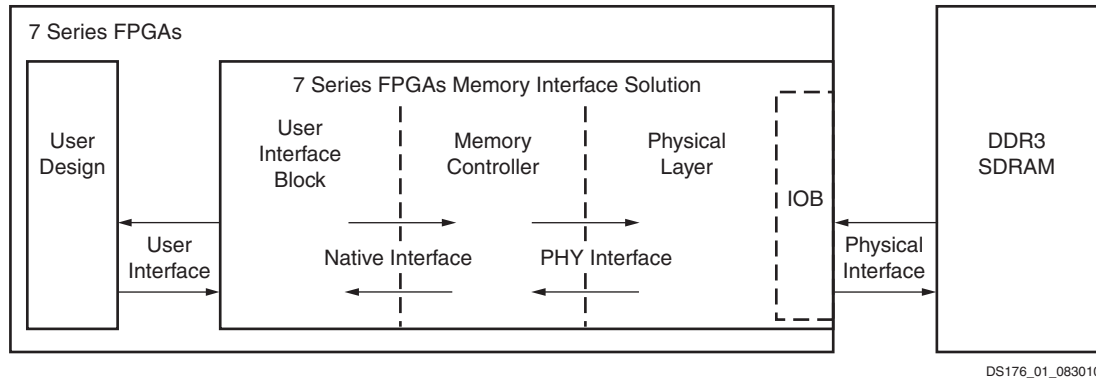 7 Series FPGAs
7 Series FPGAs Memory Interface Solution
User
Design
User
Interface
Block
Memory
Controller
Physical
Layer
IOB
DDR3
SDRAM
User
Interface
Native Interface
PHY Interface
Physical
Interface
DS176_01_083010